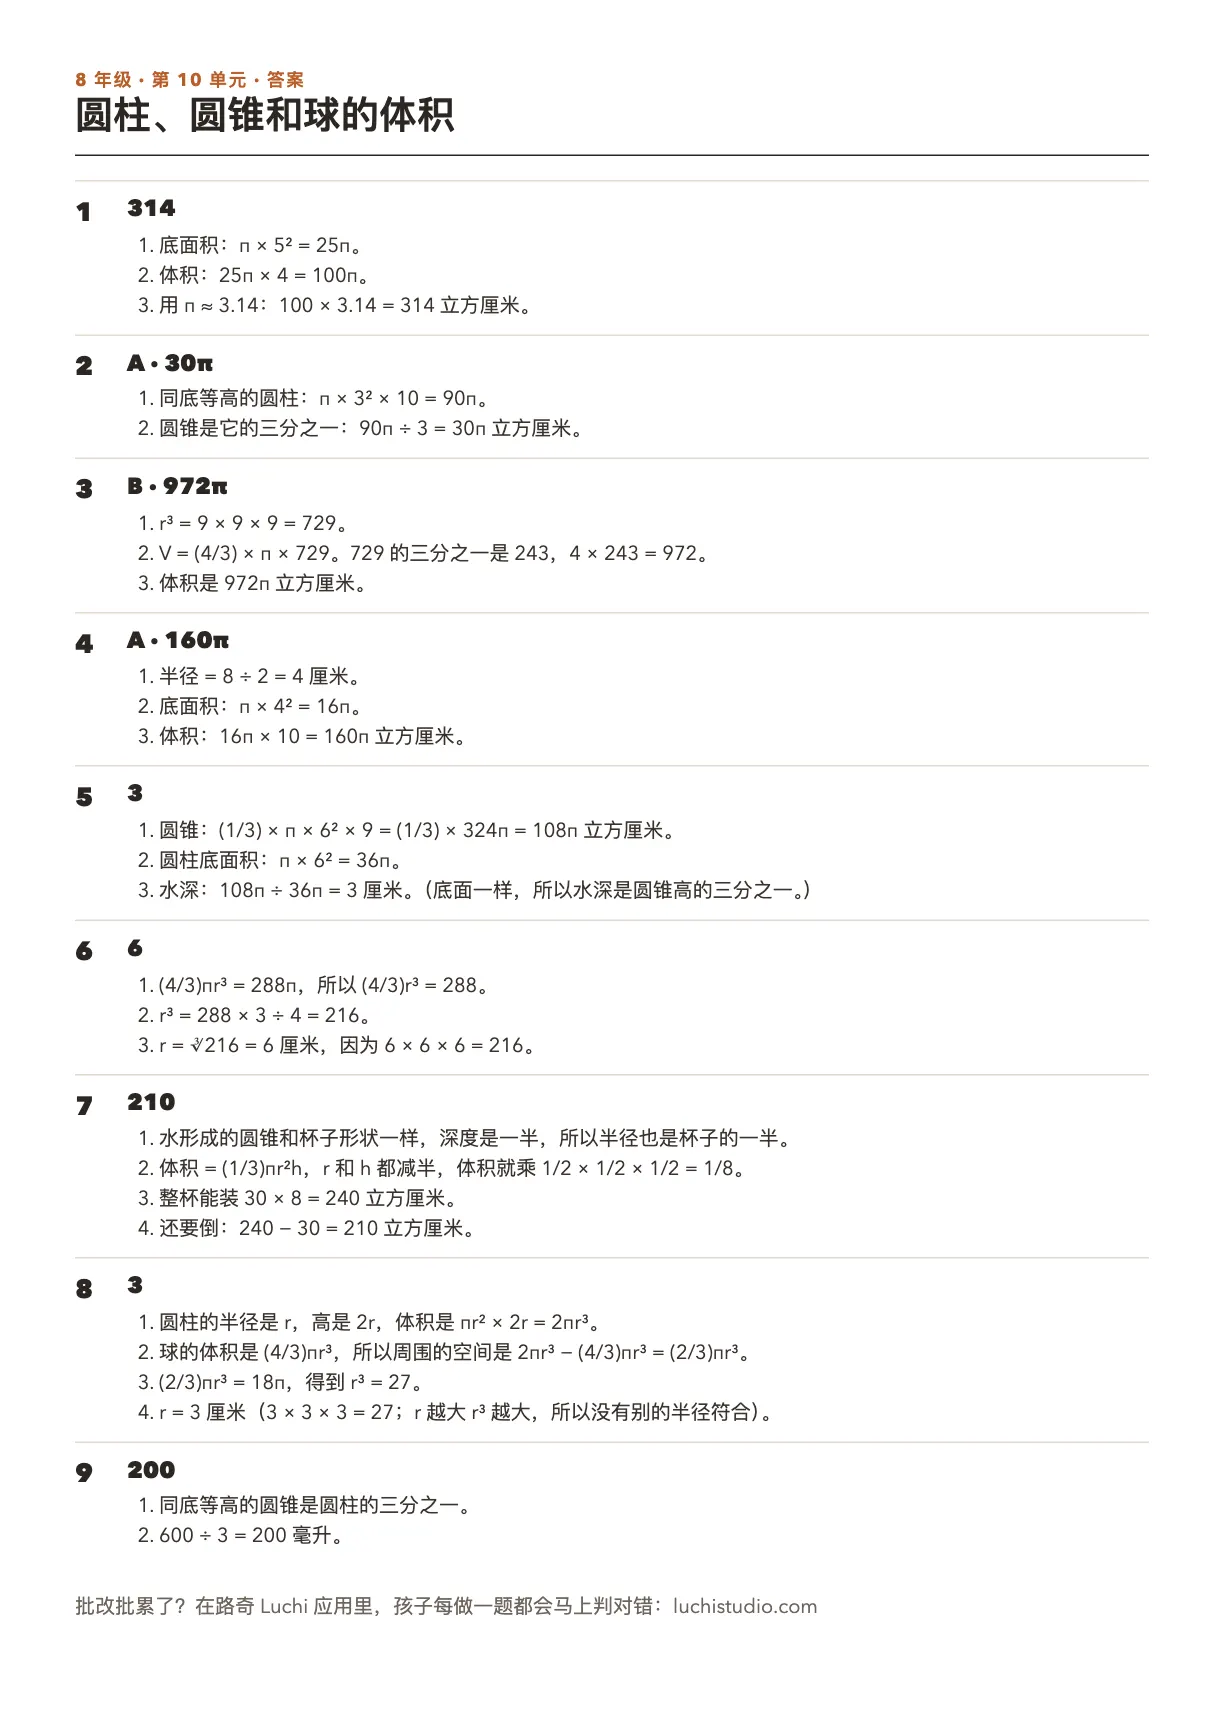 8 年级 · 第 10 单元 · 答案
圆柱、圆锥和球的体积
1 314
1. 底面积：π × 5² = 25π。
2. 体积：25π × 4 = 100π。
3. 用 π ≈ 3.14：100 × 3.14 = 314 立方厘米。
2 A · 30π
1. 同底等高的圆柱：π × 3² × 10 = 90π。
2. 圆锥是它的三分之一：90π ÷ 3 = 30π 立方厘米。
3 B · 972π
1. r³ = 9 × 9 × 9 = 729。
2. V = (4/3) × π × 729。729 的三分之一是 243，4 × 243 = 972。
3. 体积是 972π 立方厘米。
4 A · 160π
1. 半径 = 8 ÷ 2 = 4 厘米。
2. 底面积：π × 4² = 16π。
3. 体积：16π × 10 = 160π 立方厘米。
5 3
1. 圆锥：(1/3) × π × 6² × 9 = (1/3) × 324π = 108π 立方厘米。
2. 圆柱底面积：π × 6² = 36π。
3. 水深：108π ÷ 36π = 3 厘米。（底面一样，所以水深是圆锥高的三分之一。）
6 6
1. (4/3)πr³ = 288π，所以 (4/3)r³ = 288。
2. r³ = 288 × 3 ÷ 4 = 216。
3. r = ∛216 = 6 厘米，因为 6 × 6 × 6 = 216。
7 210
1. 水形成的圆锥和杯子形状一样，深度是一半，所以半径也是杯子的一半。
2. 体积 = (1/3)πr²h，r 和 h 都减半，体积就乘 1/2 × 1/2 × 1/2 = 1/8。
3. 整杯能装 30 × 8 = 240 立方厘米。
4. 还要倒：240 − 30 = 210 立方厘米。
8 3
1. 圆柱的半径是 r，高是 2r，体积是 πr² × 2r = 2πr³。
2. 球的体积是 (4/3)πr³，所以周围的空间是 2πr³ − (4/3)πr³ = (2/3)πr³。
3. (2/3)πr³ = 18π，得到 r³ = 27。
4. r = 3 厘米（3 × 3 × 3 = 27；r 越大 r³ 越大，所以没有别的半径符合）。
9 200
1. 同底等高的圆锥是圆柱的三分之一。
2. 600 ÷ 3 = 200 毫升。
批改批累了？在路奇 Luchi 应用里，孩子每做一题都会马上判对错：luchistudio.com